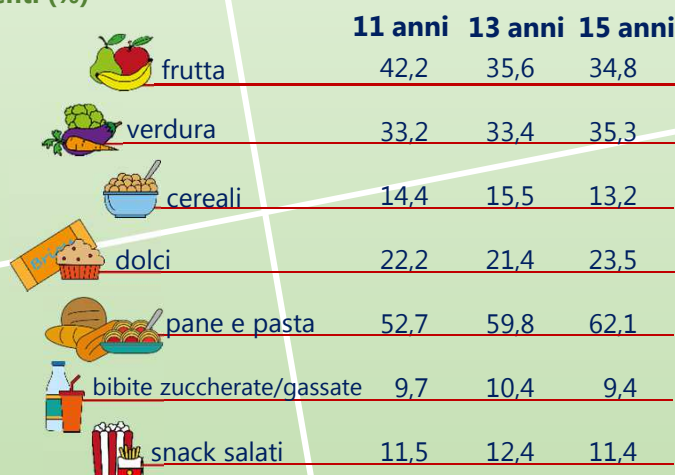 (%)
11 anni 13 anni 15 anni
frutta 42,2 35,6 34,8
verdura 33,2 33,4 35,3
cereali 14,4 15,5 13,2
dolci 22,2 21,4 23,5
pane e pasta 52,7 59,8 62,1
bibite zuccherate/gassate 9,7 10,4 9,4
snack salati 11,5 12,4 11,4